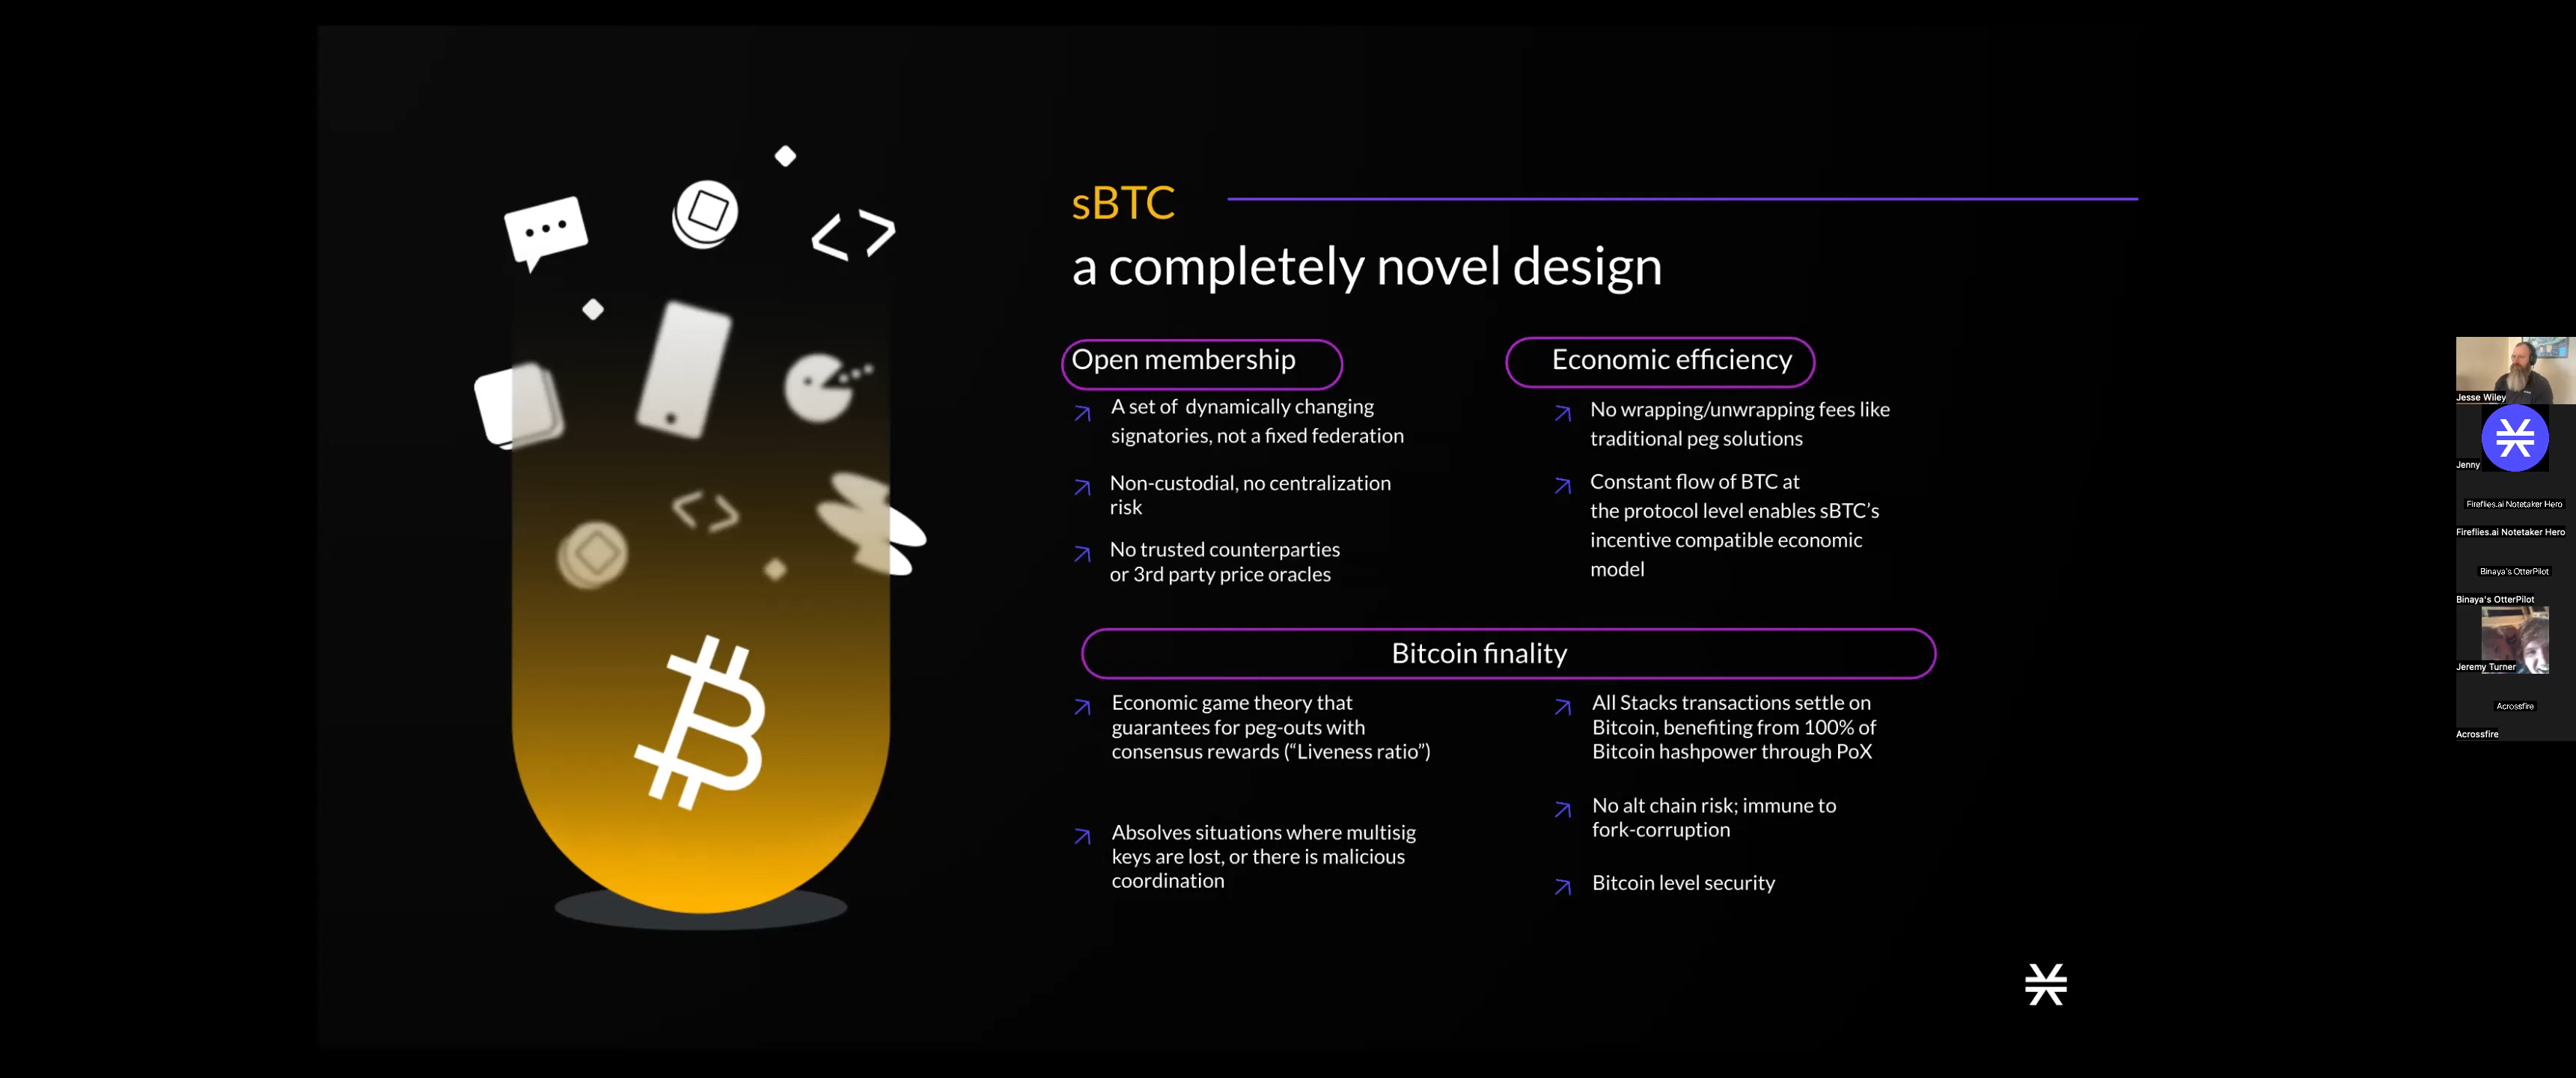 sBTC
a completely novel design
Open membership
A set of dynamically changing
signatories, not a fixed federation
Non-custodial, no centralization
risk
No trusted counterparties
or 3rd party price oracles
Economic efficiency
No wrapping/unwrapping fees like
traditional peg solutions
Constant flow of BTC at
the protocol level enables sBTC’s
incentive compatible economic
model
Bitcoin finality
Economic game theory that
guarantees for peg-outs with
consensus rewards (“Liveness ratio”)
Absolves situations where multisig
keys are lost, or there is malicious
coordination
All Stacks transactions settle on
Bitcoin, benefiting from 100% of
Bitcoin hashpower through PoX
No alt chain risk; immune to
fork-corruption
Bitcoin level security
Jesse Wiley
Jenny
Fireflies.ai Notetaker Hero
Fireflies.ai Notetaker Hero
Binaya's OtterPilot
Binaya's OtterPilot
Jeremy Turner
Acrossfire
Acrossfire